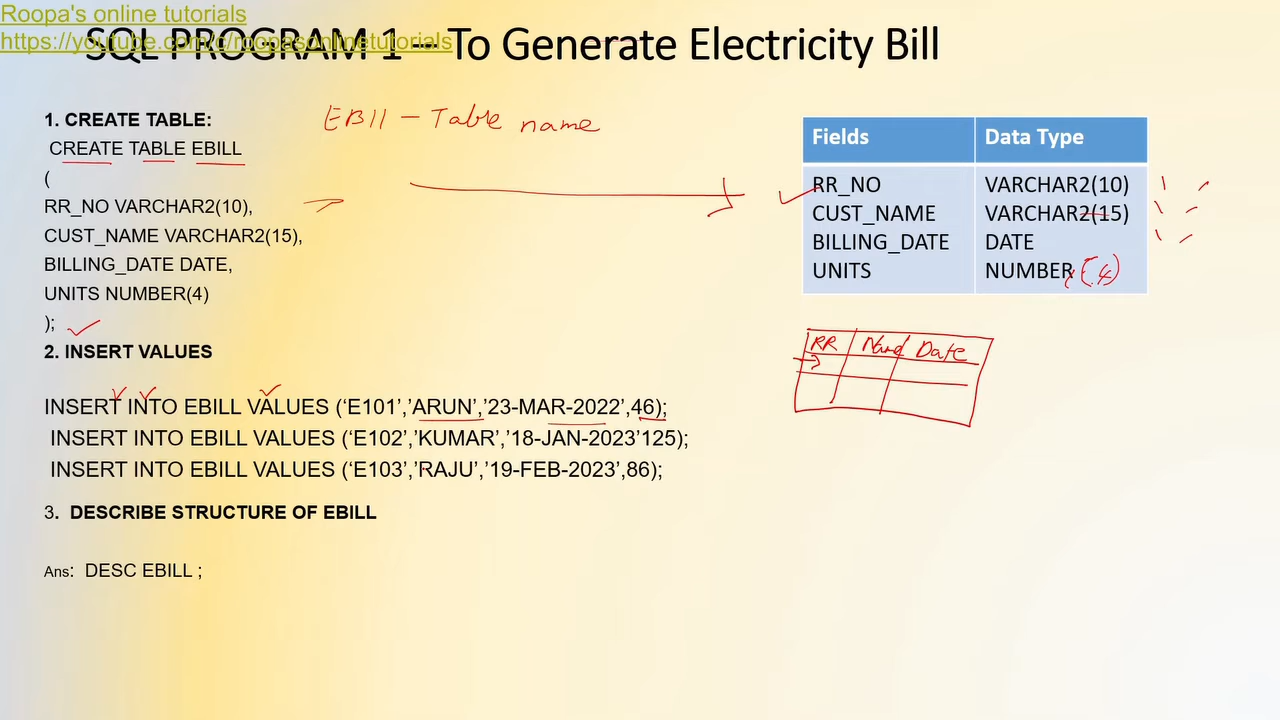 Roopa's online tutorials
https://youtube.com/c/roopasonlinetutorials
SQL PROGRAM 1 – To Generate Electricity Bill
1. CREATE TABLE:
CREATE TABLE EBILL
(
RR_NO VARCHAR2(10),
CUST_NAME VARCHAR2(15),
BILLING_DATE DATE,
UNITS NUMBER(4)
);
EBIll – Table name
Fields Data Type
RR_NO VARCHAR2(10)
CUST_NAME VARCHAR2(15)
BILLING_DATE DATE
UNITS NUMBER (4)
RR Name Date
2. INSERT VALUES
INSERT INTO EBILL VALUES (‘E101’,’ARUN’,’23-MAR-2022’,46);
INSERT INTO EBILL VALUES (‘E102’,’KUMAR’,’18-JAN-2023’125);
INSERT INTO EBILL VALUES (‘E103’,’RAJU’,’19-FEB-2023’,86);
3. DESCRIBE STRUCTURE OF EBILL
Ans: DESC EBILL ;